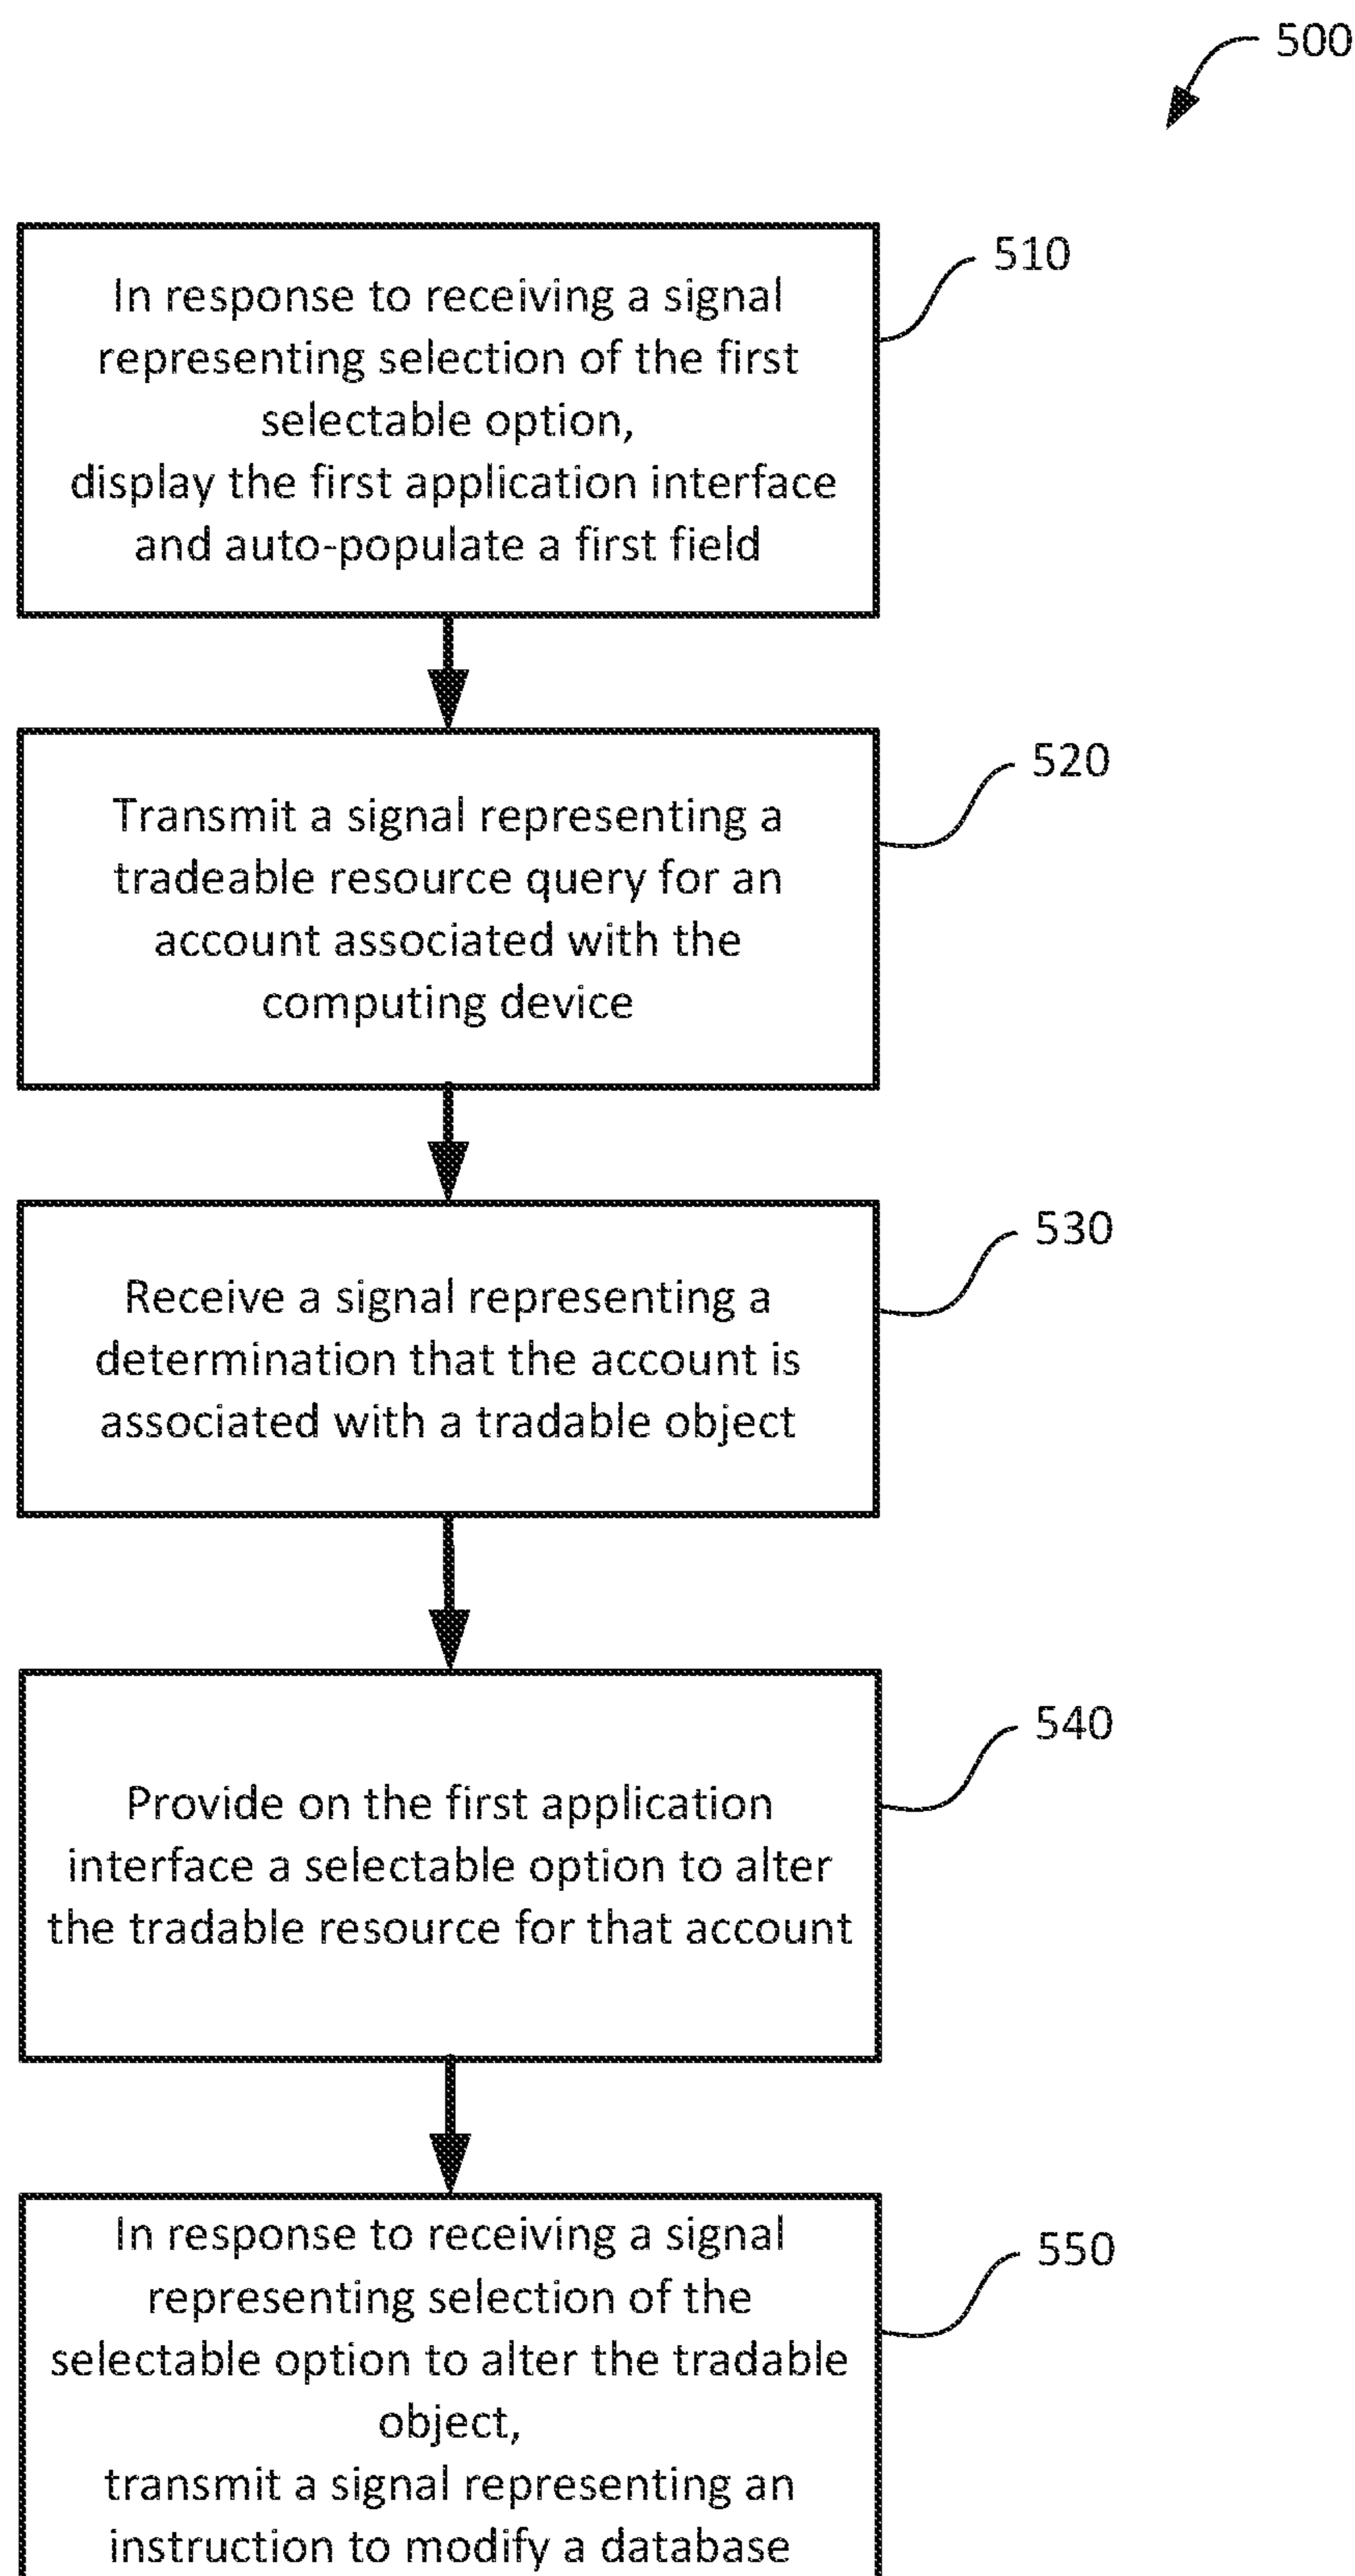 500
In response to receiving a signal
representing selection of the first
selectable option,
display the first application interface
and auto-populate a first field
510
Transmit a signal representing a
tradeable resource query for an
account associated with the
computing device
520
Receive a signal representing a
determination that the account is
associated with a tradable object
530
Provide on the first application
interface a selectable option to alter
the tradable resource for that account
540
In response to receiving a signal
representing selection of the
selectable option to alter the tradable
object,
transmit a signal representing an
instruction to modify a database
550